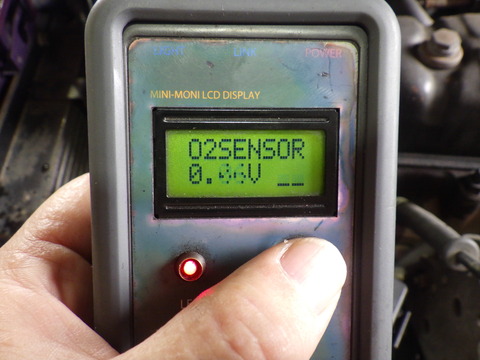 LINK
POWER
MINI-MONI LCD DISPLAY
O2SENSOR